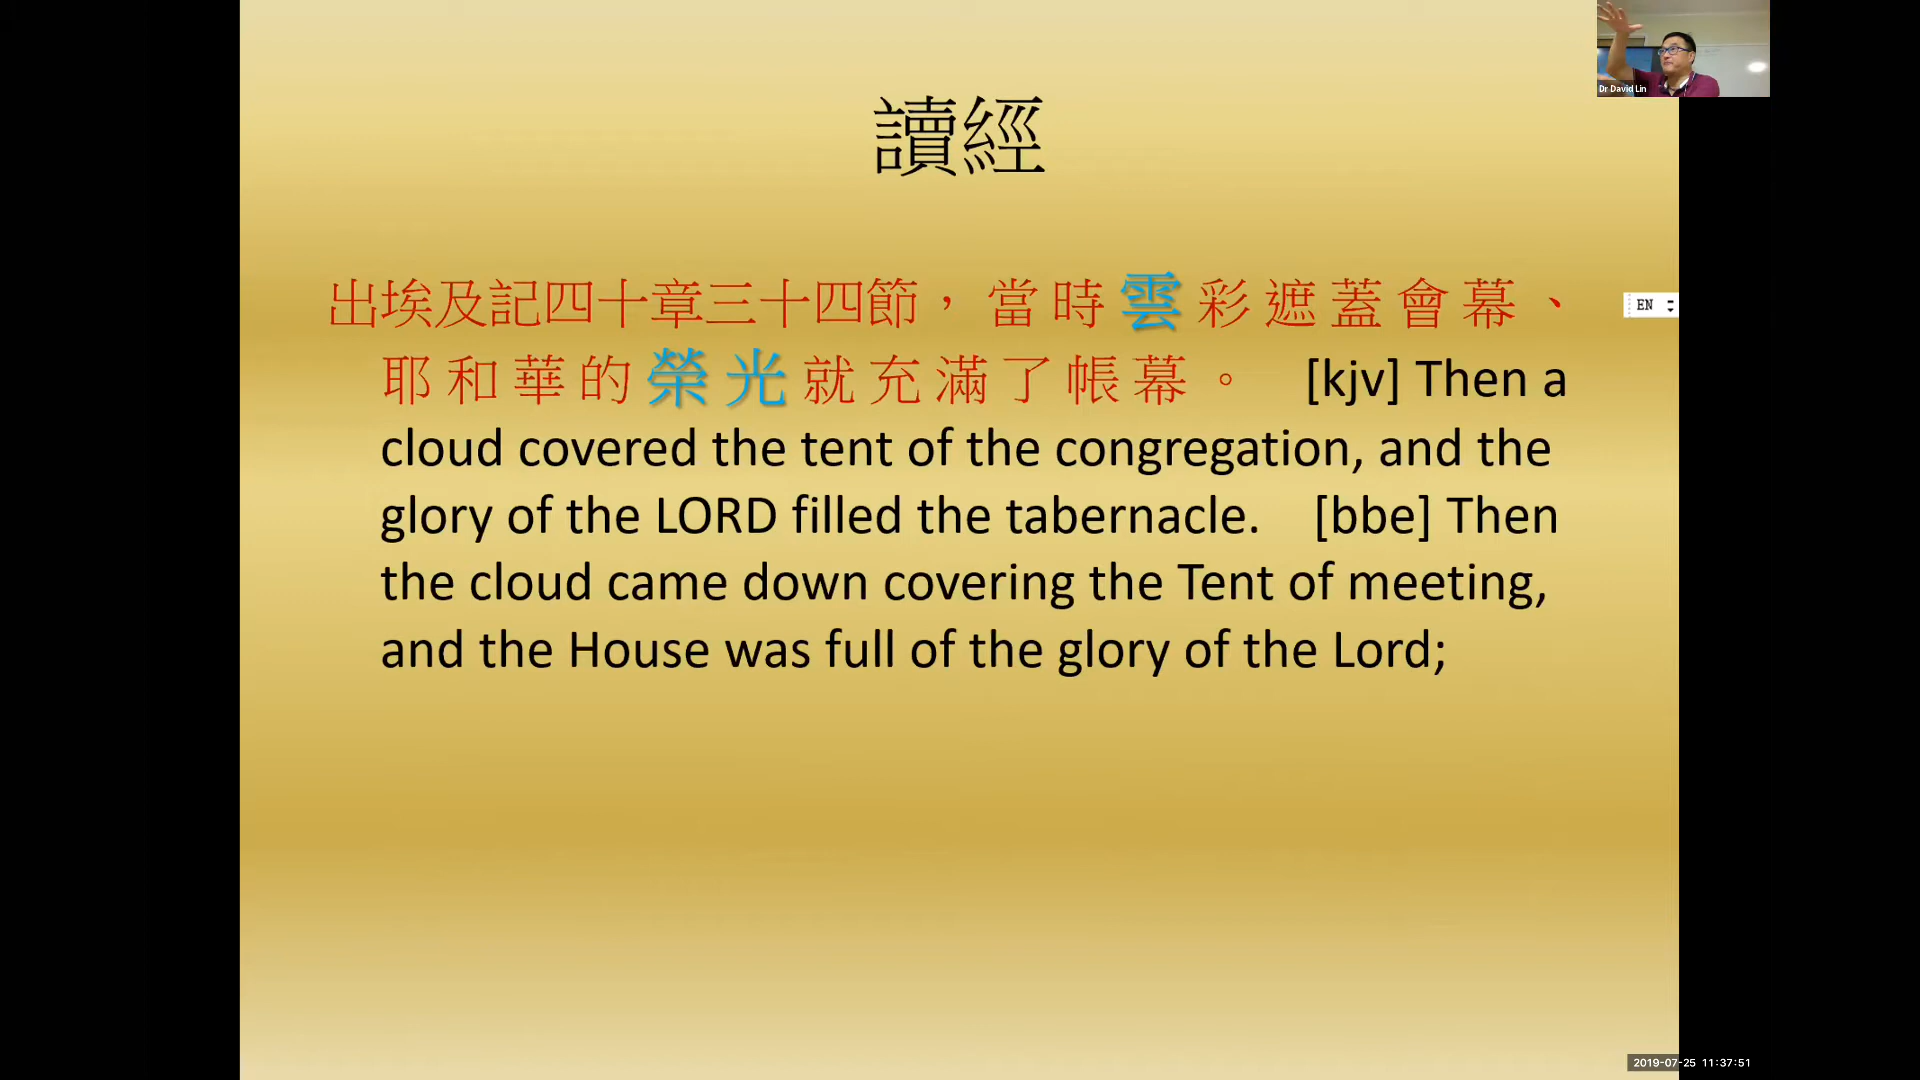 Dr David Lin
讀經
出埃及記四十章三十四節，當時雲彩遮蓋會幕、
EN
耶和華的榮光就充滿了帳幕。 [kjv] Then a
cloud covered the tent of the congregation, and the
glory of the LORD filled the tabernacle. [bbe] Then
the cloud came down covering the Tent of meeting,
and the House was full of the glory of the Lord;
2019-07-25 11:37:51